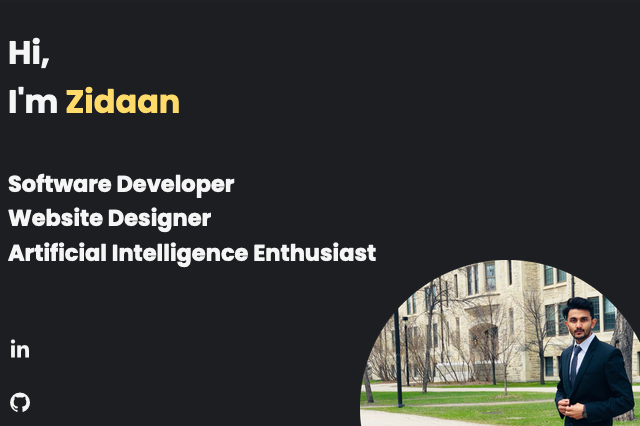 Hi,
I'm Zidaan
Software Developer
Website Designer
Artificial Intelligence Enthusiast
in